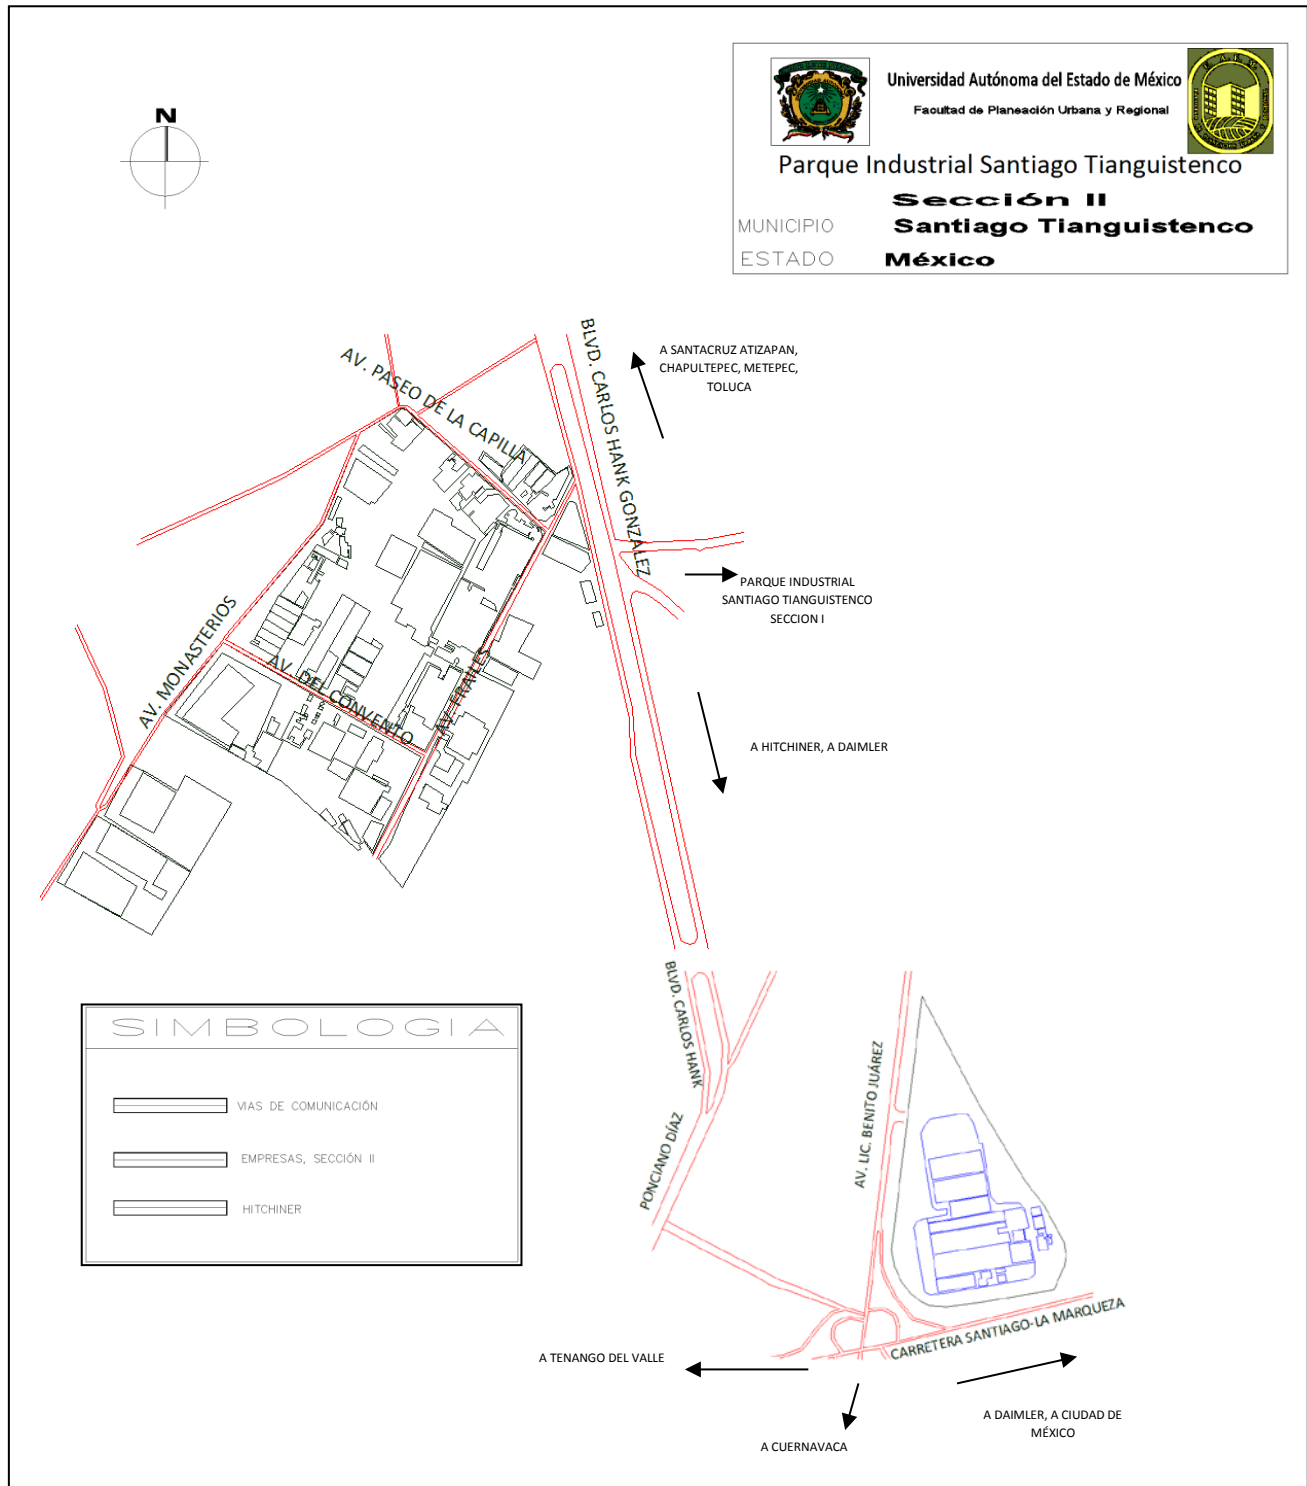 Universidad Autónoma del Estado de México
Facultad de Planeación Urbana y Regional
Parque Industrial Santiago Tianguistenco
Sección II
MUNICIPIO Santiago Tianguistenco
ESTADO México
N
AV. PASEO DE LA CAPILLA
BLVD. CARLOS HANK GONZALEZ
A SANTACRUZ ATIZAPAN,
CHAPULTEPEC, METEPEC,
TOLUCA
PARQUE INDUSTRIAL
SANTIAGO TIANGUISTENCO
SECCION I
AV. MONASTERIOS
AV. DEL CONVENTO
AV. FRAILES
A HITCHINER, A DAIMLER
SIMBOLOGIA
VIAS DE COMUNICACIÓN
EMPRESAS, SECCIÓN II
HITCHINER
BLVD. CARLOS HANK
PONCIANO DÍAZ
AV. LIC. BENITO JUÁREZ
CARRETERA SANTIAGO-LA MARQUEZA
A TENANGO DEL VALLE
A CUERNAVACA
A DAIMLER, A CIUDAD DE
MÉXICO